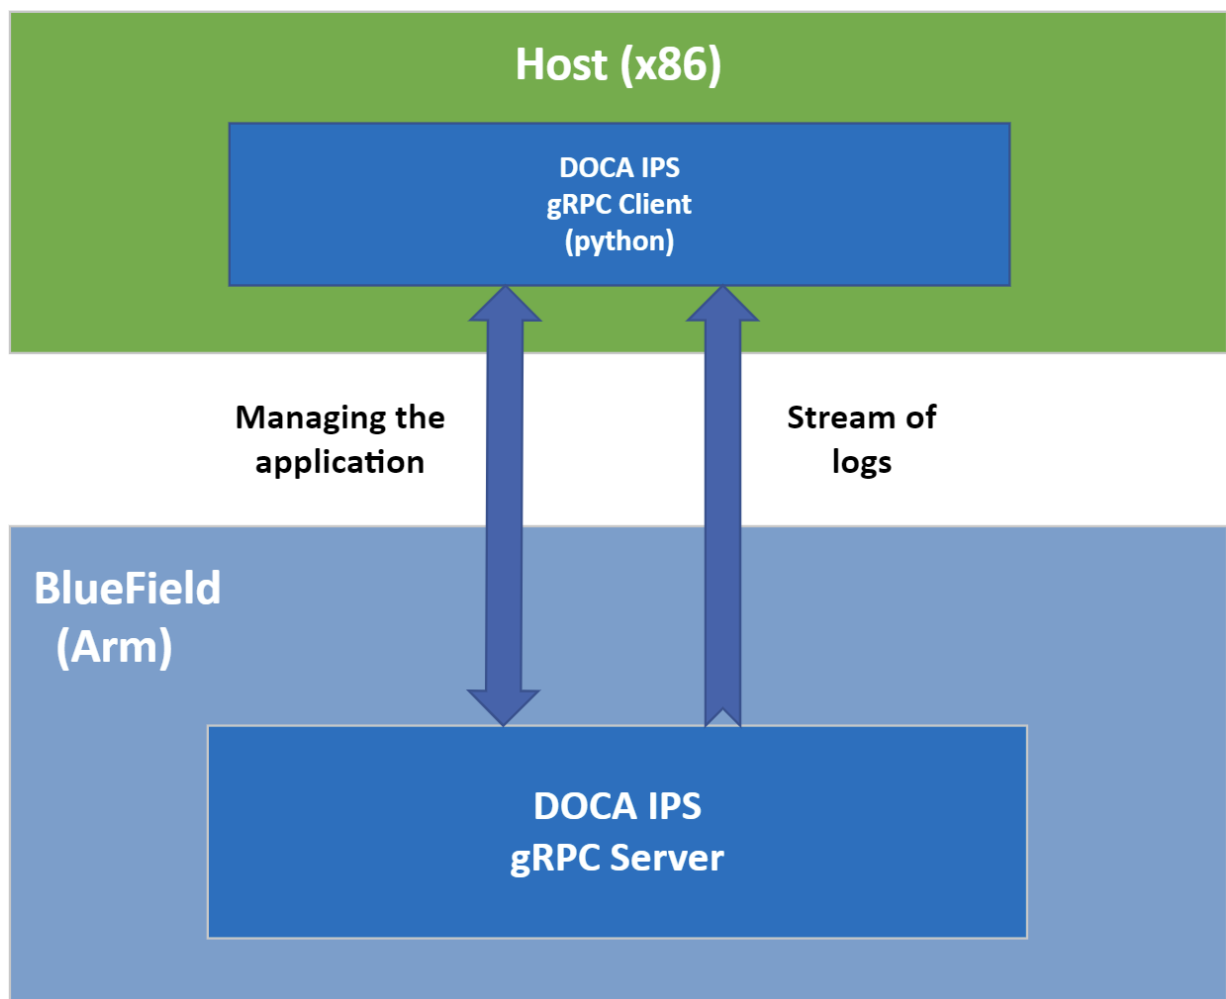 Host (x86)
DOCA IPS
gRPC Client
(python)
Managing the
application
Stream of
logs
BlueField
(Arm)
DOCA IPS
gRPC Server